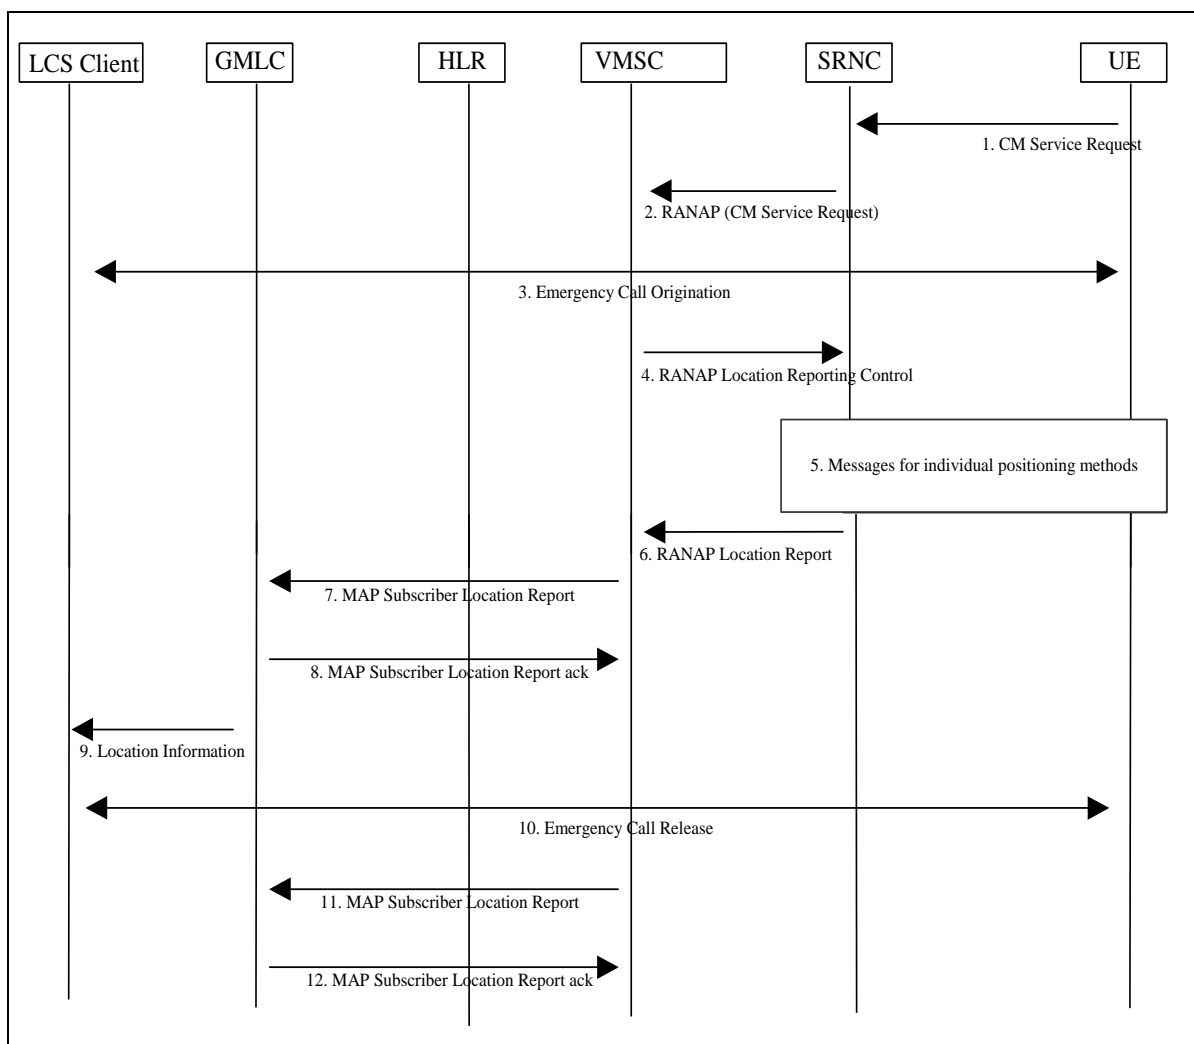 LCS Client
GMLC
HLR
VMSC
SRNC
UE
1. CM Service Request
2. RANAP (CM Service Request)
3. Emergency Call Origination
4. RANAP Location Reporting Control
5. Messages for individual positioning methods
6. RANAP Location Report
7. MAP Subscriber Location Report
8. MAP Subscriber Location Report ack
9. Location Information
10. Emergency Call Release
11. MAP Subscriber Location Report
12. MAP Subscriber Location Report ack